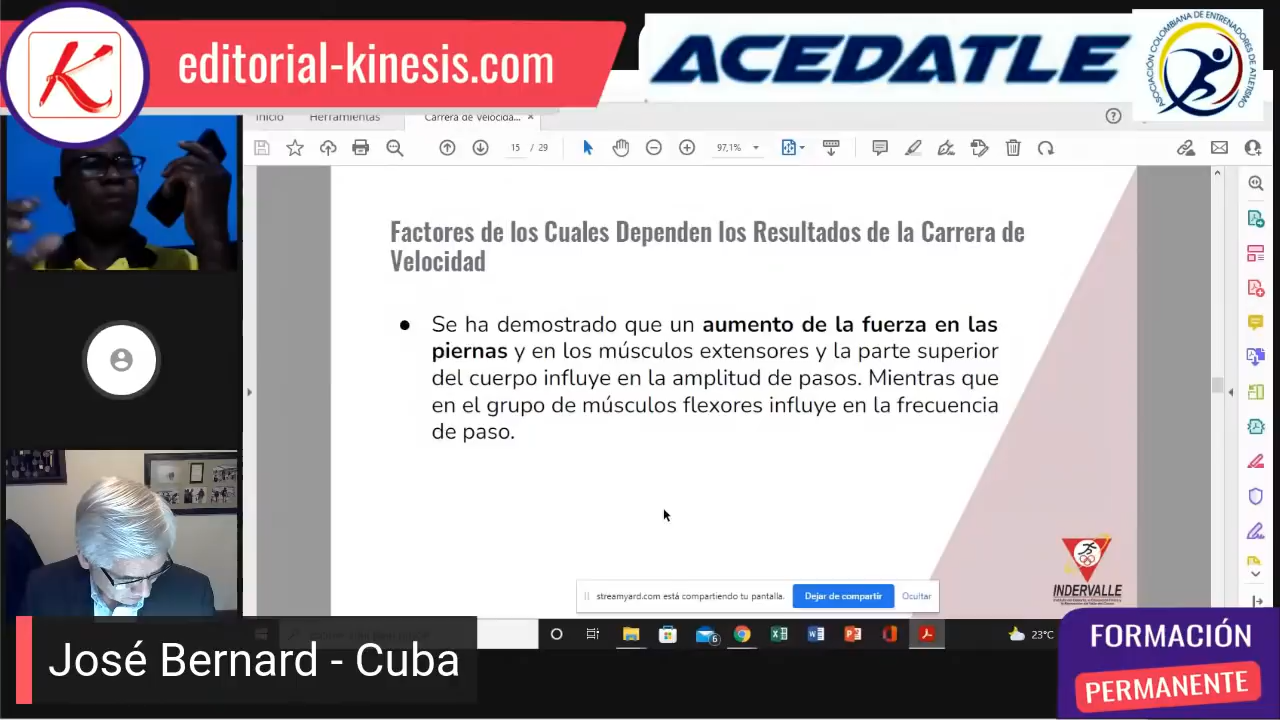 editorial-kinesis.com
ACEDATLE
ASOCIACIÓN COLOMBIANA DE ENTRENADORES DE ATLETISMO
Inicio
Herramientas
Carrera de Velocida...
15 / 29
97,1%
Factores de los Cuales Dependen los Resultados de la Carrera de
Velocidad
● Se ha demostrado que un aumento de la fuerza en las
piernas y en los músculos extensores y la parte superior
del cuerpo influye en la amplitud de pasos. Mientras que
en el grupo de músculos flexores influye en la frecuencia
de paso.
INDERVALLE
streamyard.com está compartiendo tu pantalla.
Dejar de compartir
Ocultar
6
23°C
José Bernard - Cuba
FORMACIÓN
PERMANENTE